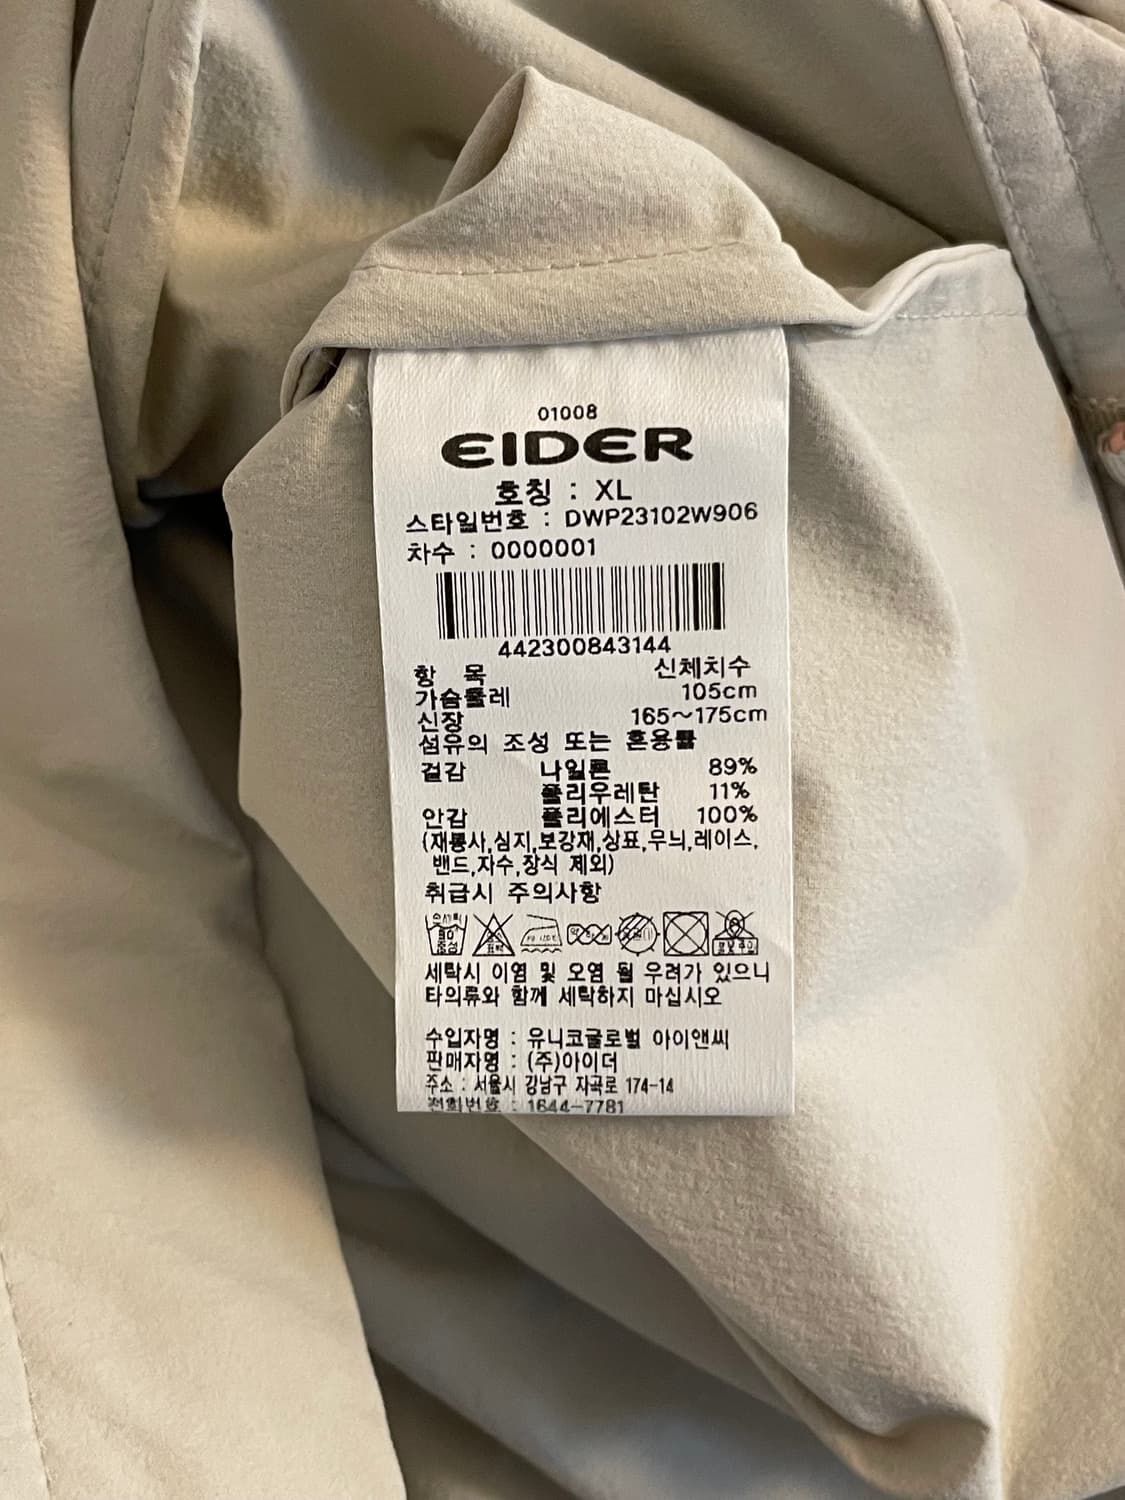 01008
EIDER
호칭 : XL
스타일번호 : DWP23102W906
차수 : 0000001
442300843144
항 목 신체치수
가슴둘레 105cm
신장 165~175cm
섬유의 조성 또는 혼용률
겉감 나일론 89%
폴리우레탄 11%
안감 폴리에스터 100%
(재봉사,심지,보강재,상표,무늬,레이스,
밴드,자수,장식 제외)
취급시 주의사항
30 중성
세탁시 이염 및 오염 될 우려가 있으니
타의류와 함께 세탁하지 마십시오
수입자명 : 유니코글로벌 아이앤씨
판매자명 : (주)아이더
주소 : 서울시 강남구 자곡로 174-14
전화번호 : 1644-7781